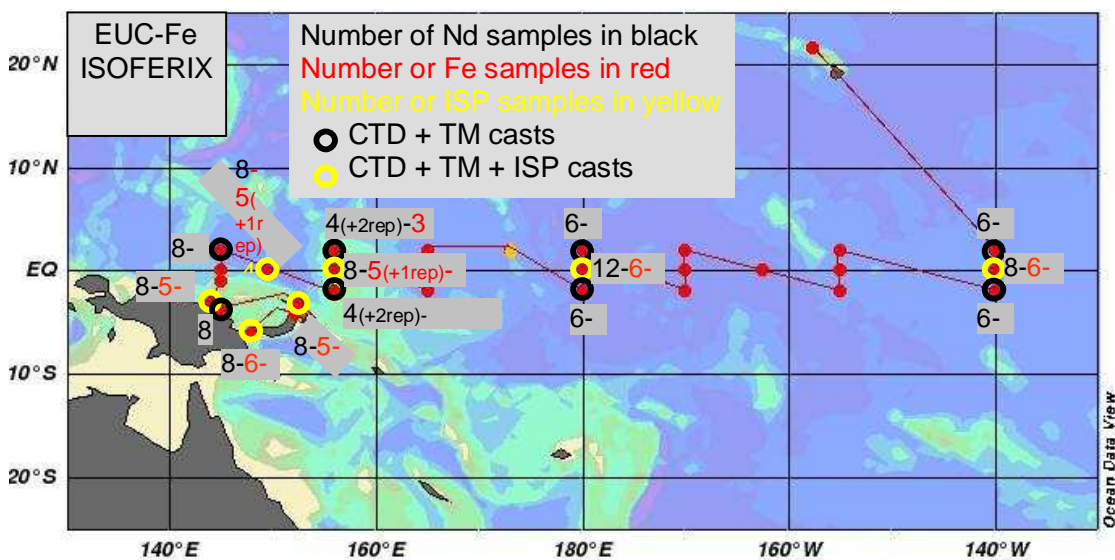 EUC-Fe
ISOFERIX
Number of Nd samples in black
Number or Fe samples in red
Number or ISP samples in yellow
CTD + TM casts
CTD + TM + ISP casts
20°N
10°N
EQ
10°S
20°S
8-
5(
+1r
ep)
4(+2rep)-3
6-
6-
8-
8-5-
8-5(+1rep)-
12-6-
8-6-
4(+2rep)-
8
8-5-
6-
6-
8-6-
140°E
160°E
180°E
160°W
140°W
Ocean Data View